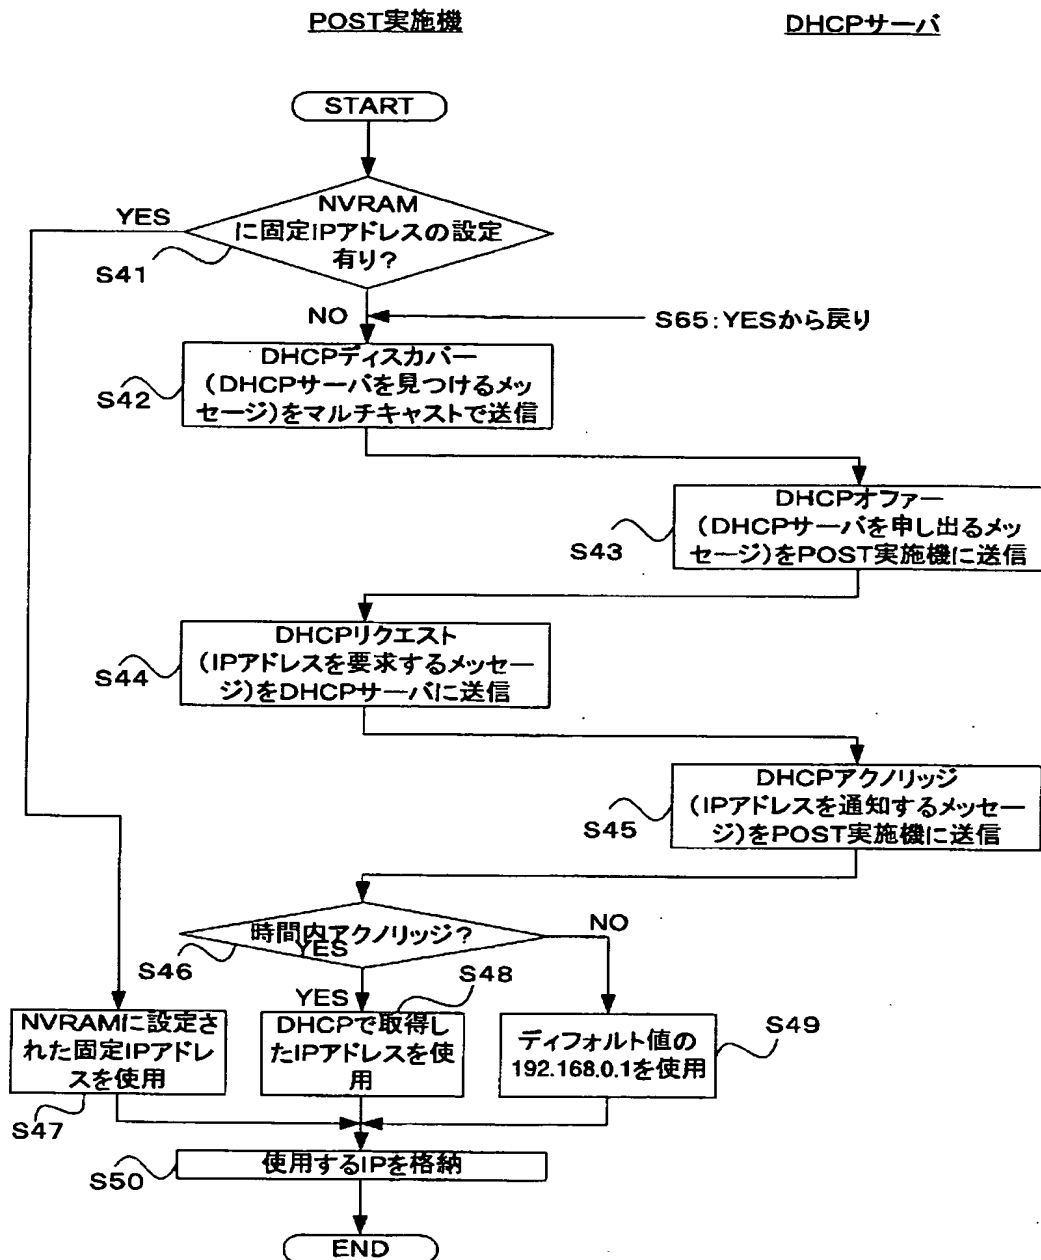 POST実施機
DHCPサーバ
START
NVRAM
に固定IPアドレスの設定
有り?
YES
S41
NO
S65:YESから戻り
DHCPディスカバー
(DHCPサーバを見つけるメッ
セージ)をマルチキャストで送信
S42
DHCPオファー
(DHCPサーバを申し出るメッ
セージ)をPOST実施機に送信
S43
DHCPリクエスト
(IPアドレスを要求するメッセー
ジ)をDHCPサーバに送信
S44
DHCPアクノリッジ
(IPアドレスを通知するメッセー
ジ)をPOST実施機に送信
S45
時間内アクノリッジ?
YES
NO
S46
YES
S48
NVRAMに設定さ
れた固定IPアドレ
スを使用
S47
DHCPで取得し
たIPアドレスを使
用
ディフォルト値の
192.168.0.1を使用
S49
使用するIPを格納
S50
END